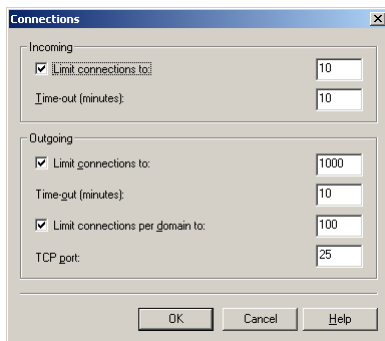 Connections
Incoming
Limit connections to: 10
Time-out (minutes): 10
Outgoing
Limit connections to: 1000
Time-out (minutes): 10
Limit connections per domain to: 100
TCP port: 25
OK Cancel Help